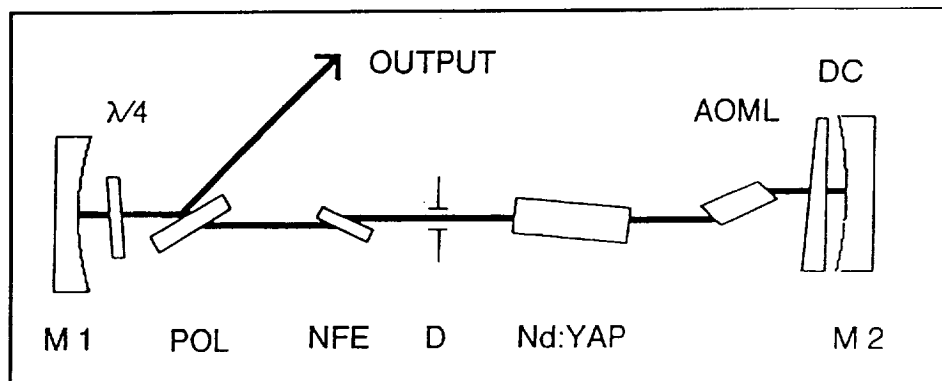 OUTPUT
DC
λ/4
AOML
M 1
POL
NFE
D
Nd:YAP
M 2